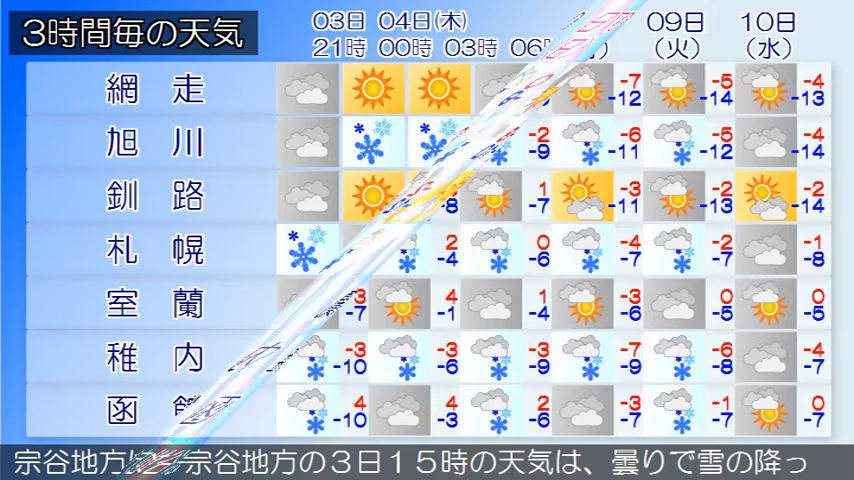 3時間毎の天気
03日 04日(木) 09日 10日
21時 00時 03時 06 (火) (水)
網走 -7 -12 -5 -14 -4 -13
旭川 -2 -9 -6 -11 -5 -12 -4 -14
釧路 -8 1 -7 -3 -11 -2 -13 -2 -14
札幌 2 -4 0 -6 -4 -7 -2 -7 -1 -8
室蘭 -3 -7 4 -1 1 -4 -3 -6 0 -5 0 -5
稚内 -3 -10 -3 -6 -3 -9 -7 -9 -6 -8 -4 -7
函 4 -10 4 -3 2 -6 -3 -7 -1 -7 0 -7
宗谷地方 宗谷地方の3日15時の天気は、曇りで雪の降っ